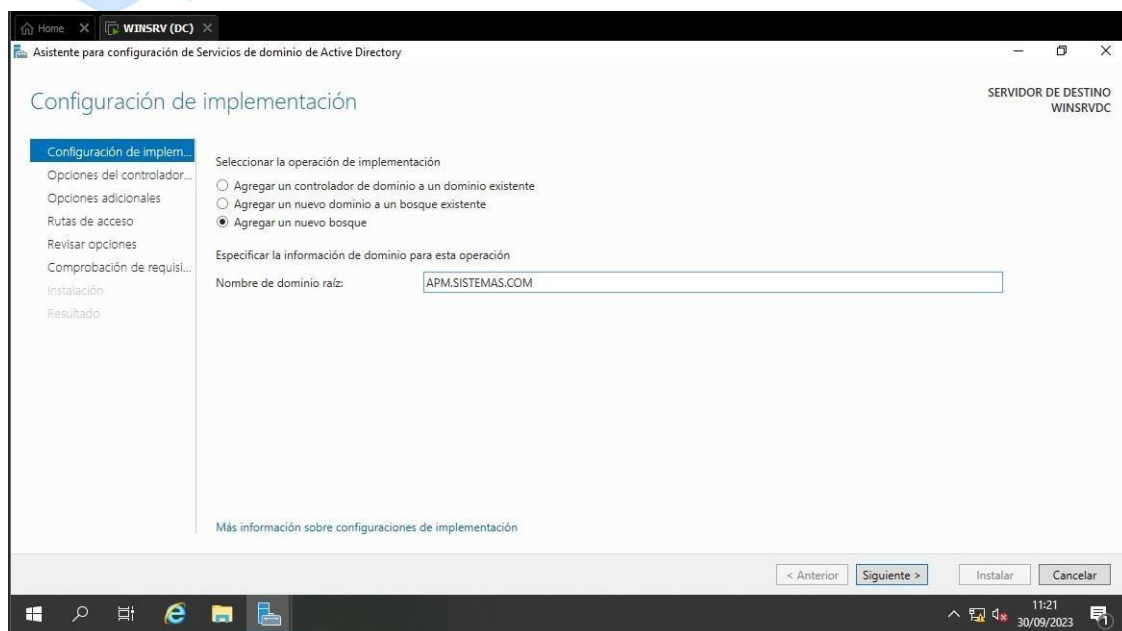 Home
WINSRV (DC)
Asistente para configuración de Servicios de dominio de Active Directory
Configuración de implementación
SERVIDOR DE DESTINO
WINSRVDC
Configuración de implem...
Opciones del controlador...
Opciones adicionales
Rutas de acceso
Revisar opciones
Comprobación de requisi...
Instalación
Resultado
Seleccionar la operación de implementación
Agregar un controlador de dominio a un dominio existente
Agregar un nuevo dominio a un bosque existente
Agregar un nuevo bosque
Especificar la información de dominio para esta operación
Nombre de dominio raíz: APM.SISTEMAS.COM
Más información sobre configuraciones de implementación
< Anterior Siguiente > Instalar Cancelar
11:21
30/09/2023
1